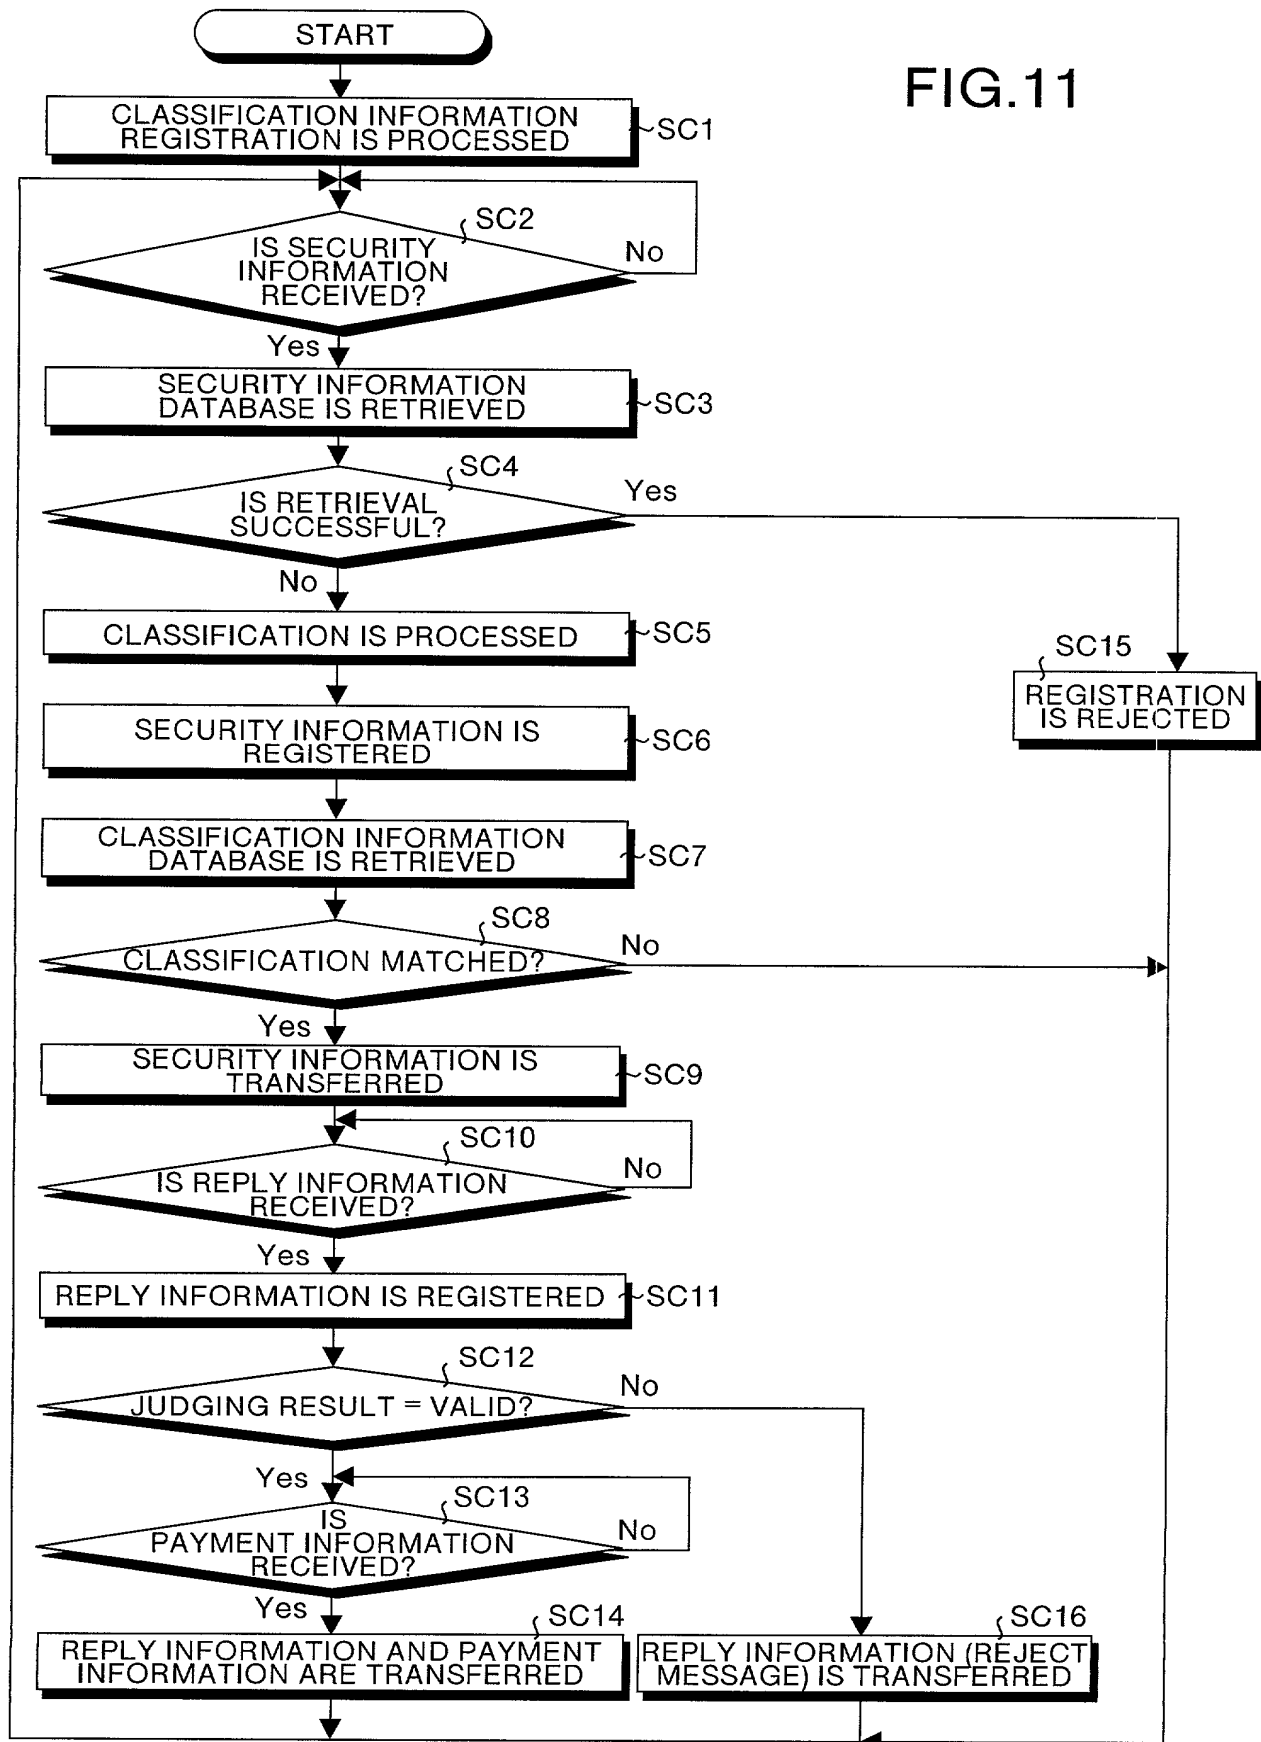 START
FIG.11
CLASSIFICATION INFORMATION
REGISTRATION IS PROCESSED
SC1
SC2
IS SECURITY
INFORMATION
RECEIVED?
No
Yes
SECURITY INFORMATION
DATABASE IS RETRIEVED
SC3
SC4
IS RETRIEVAL
SUCCESSFUL?
Yes
No
CLASSIFICATION IS PROCESSED
SC5
SC15
REGISTRATION
IS REJECTED
SECURITY INFORMATION IS
REGISTERED
SC6
CLASSIFICATION INFORMATION
DATABASE IS RETRIEVED
SC7
SC8
CLASSIFICATION MATCHED?
No
Yes
SECURITY INFORMATION IS
TRANSFERRED
SC9
SC10
IS REPLY INFORMATION
RECEIVED?
No
Yes
REPLY INFORMATION IS REGISTERED
SC11
SC12
JUDGING RESULT = VALID?
No
Yes
SC13
IS
PAYMENT INFORMATION
RECEIVED?
No
Yes
SC14
REPLY INFORMATION AND PAYMENT
INFORMATION ARE TRANSFERRED
SC16
REPLY INFORMATION (REJECT
MESSAGE) IS TRANSFERRED